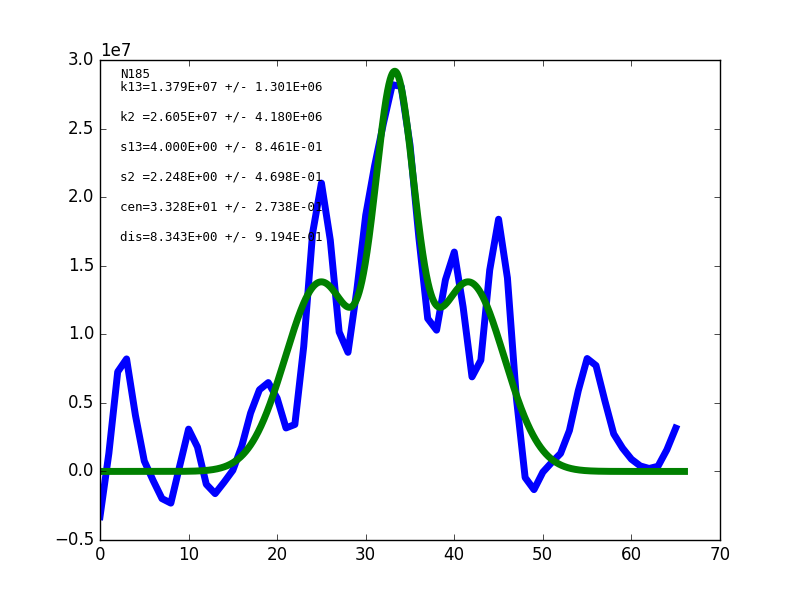 1e7
3.0
2.5
2.0
1.5
1.0
0.5
0.0
−0.5
N185
k13=1.379E+07 +/- 1.301E+06
k2 =2.605E+07 +/- 4.180E+06
s13=4.000E+00 +/- 8.461E-01
s2 =2.248E+00 +/- 4.698E-01
cen=3.328E+01 +/- 2.738E-01
dis=8.343E+00 +/- 9.194E-01
0 10 20 30 40 50 60 70